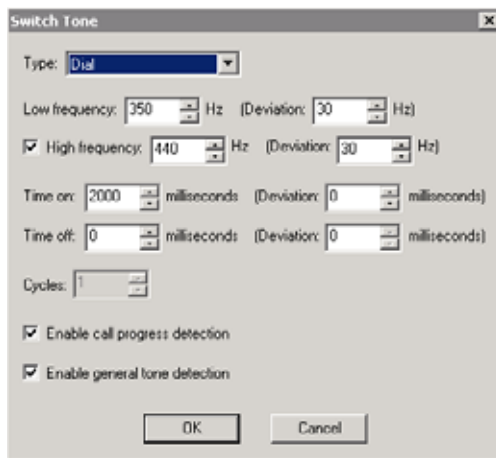 Switch Tone
Type: Dial
Low frequency: 350 Hz (Deviation: 30 Hz)
High frequency: 440 Hz (Deviation: 30 Hz)
Time on: 2000 milliseconds (Deviation: 0 milliseconds)
Time off: 0 milliseconds (Deviation: 0 milliseconds)
Cycles: 1
Enable call progress detection
Enable general tone detection
OK Cancel